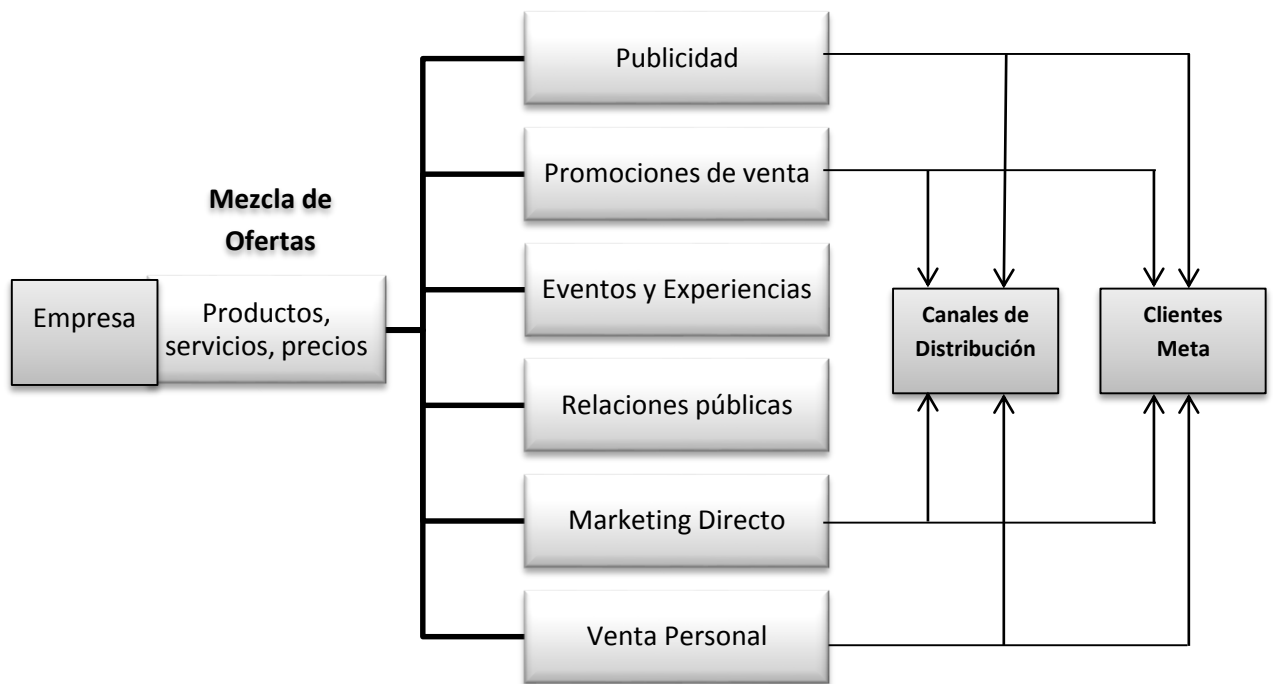 Mezcla de
Ofertas
Empresa
Productos,
servicios, precios
Publicidad
Promociones de venta
Eventos y Experiencias
Relaciones públicas
Marketing Directo
Venta Personal
Canales de
Distribución
Clientes
Meta